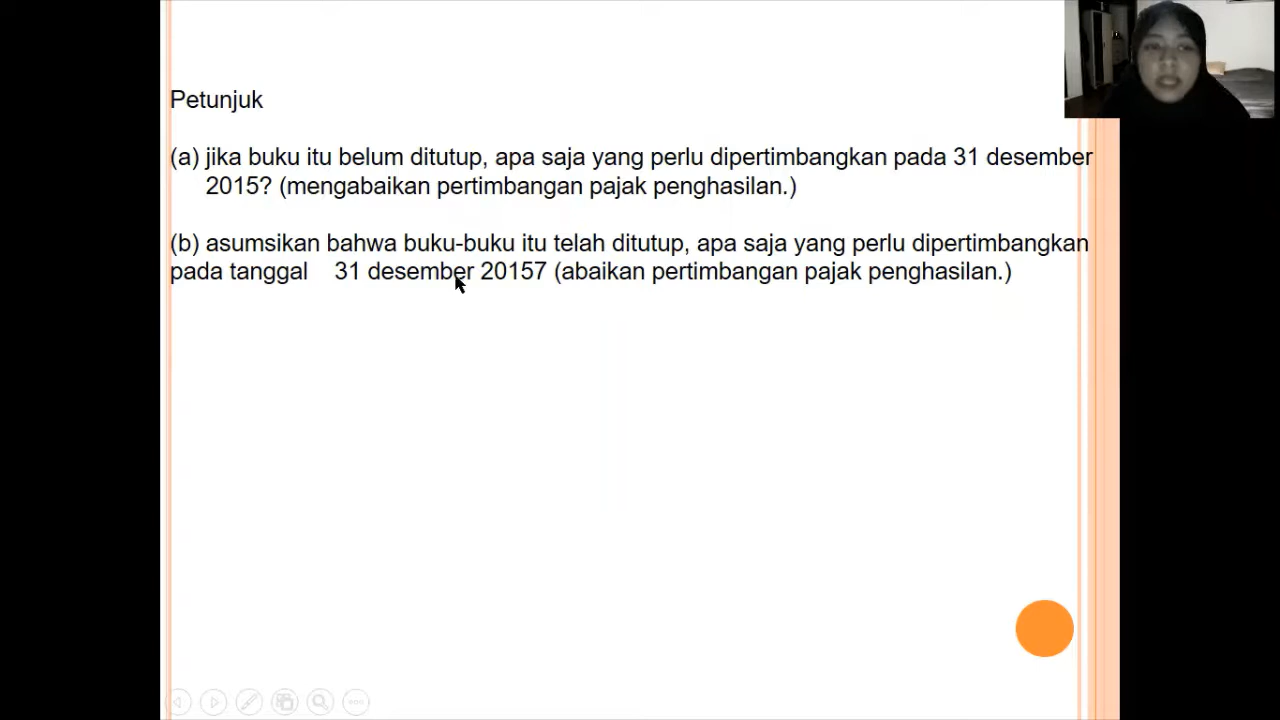 Petunjuk
(a) jika buku itu belum ditutup, apa saja yang perlu dipertimbangkan pada 31 desember
2015? (mengabaikan pertimbangan pajak penghasilan.)
(b) asumsikan bahwa buku-buku itu telah ditutup, apa saja yang perlu dipertimbangkan
pada tanggal 31 desember 20157 (abaikan pertimbangan pajak penghasilan.)